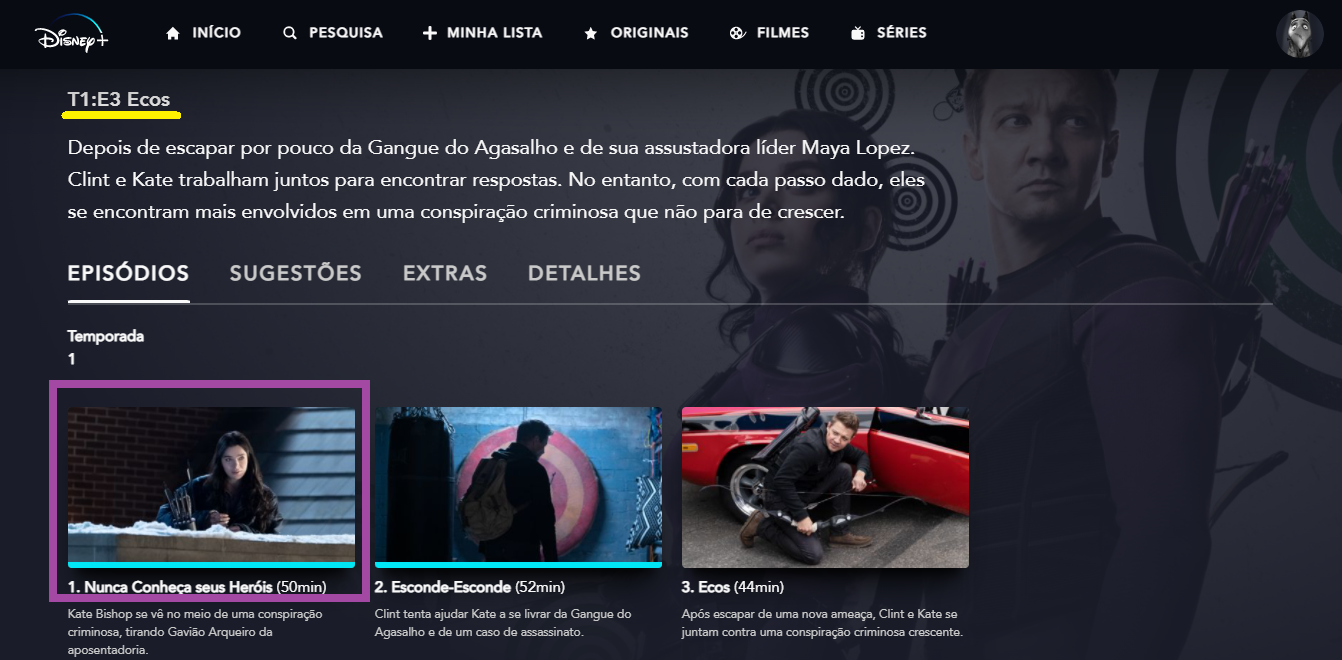 Disney+
INÍCIO
PESQUISA
MINHA LISTA
ORIGINAIS
FILMES
SÉRIES
T1:E3 Ecos
Depois de escapar por pouco da Gangue do Agasalho e de sua assustadora líder Maya Lopez.
Clint e Kate trabalham juntos para encontrar respostas. No entanto, com cada passo dado, eles
se encontram mais envolvidos em uma conspiração criminosa que não para de crescer.
EPISÓDIOS
SUGESTÕES
EXTRAS
DETALHES
Temporada
1
1. Nunca Conheça seus Heróis (50min)
Kate Bishop se vê no meio de uma conspiração
criminosa, tirando Gavião Arqueiro da
aposentadoria.
2. Esconde-Esconde (52min)
Clint tenta ajudar Kate a se livrar da Gangue do
Agasalho e de um caso de assassinato.
3. Ecos (44min)
Após escapar de uma nova ameaça, Clint e Kate se
juntam contra uma conspiração criminosa crescente.